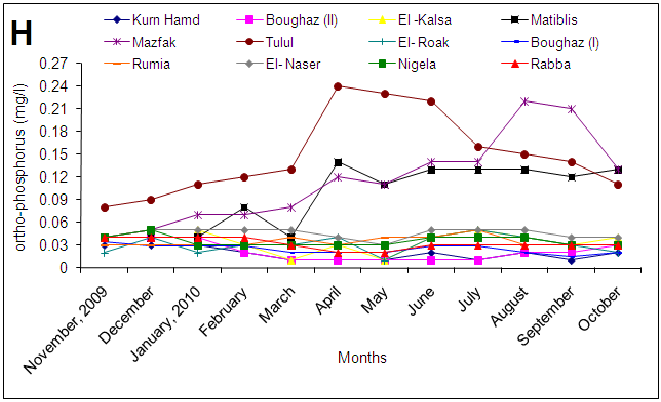 H
Kum Hamd Boughaz (II) El -Kalsa Matiblis
Mazfak Tulul El- Roak Boughaz (I)
Rumia El- Naser Nigela Rabba
ortho-phosphorus (mg/l)
0.27
0.24
0.21
0.18
0.15
0.12
0.09
0.06
0.03
0
November, 2009
December
January, 2010
February
March
April
May
June
July
August
September
October
Months